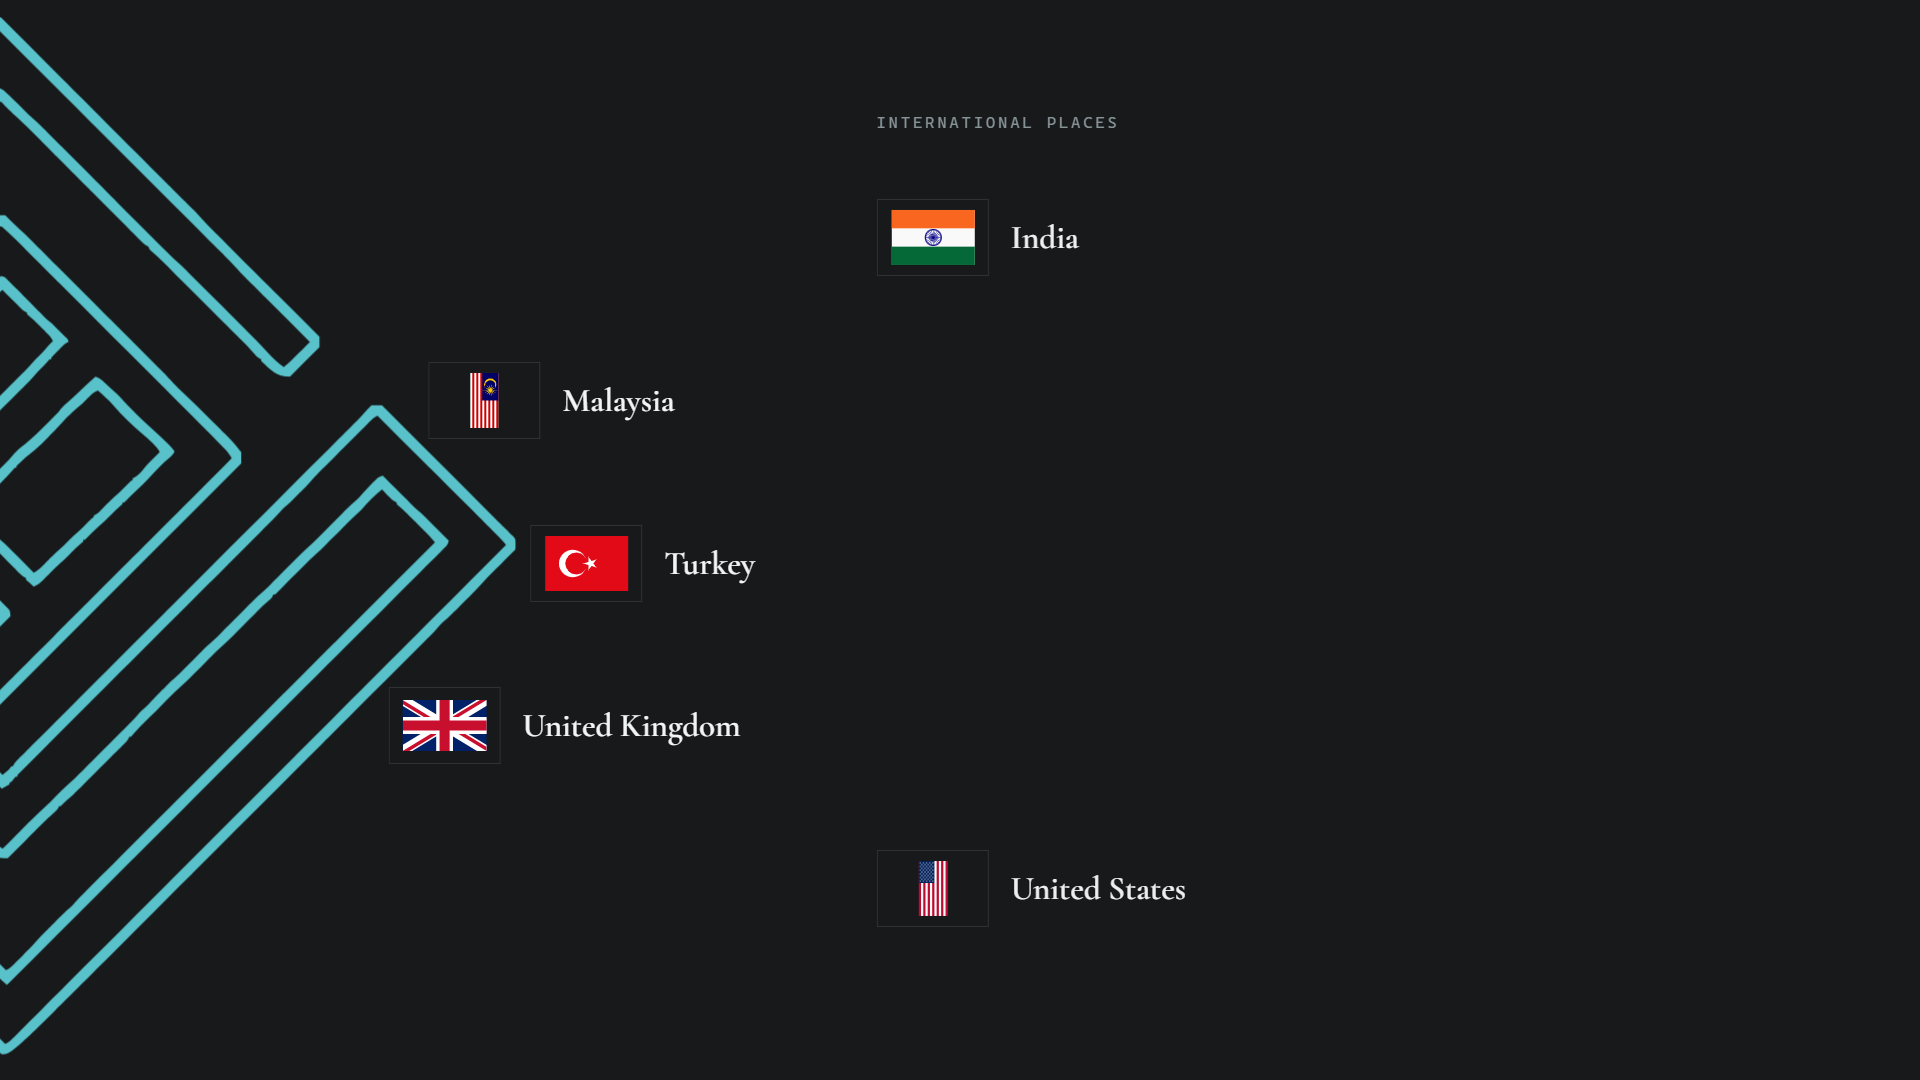 INTERNATIONAL PLACES
India
Malaysia
Turkey
United Kingdom
United States